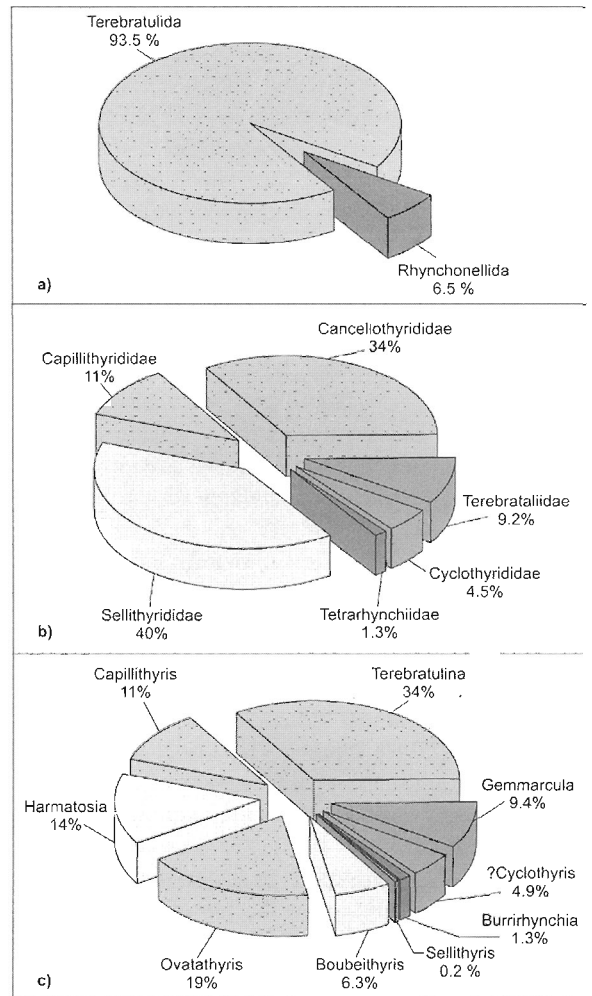 Terebratulida
93.5 %
Rhynchonellida
6.5 %
a)
Cancellothyrididae
34%
Capillithyrididae
11%
Terebrataliidae
9.2%
Cyclothyrididae
4.5%
Tetrarhynchiidae
1.3%
Sellithyrididae
40%
b)
Capillithyris
11%
Terebratulina
34%
Gemmarcula
9.4%
Harmatosia
14%
?Cyclothyris
4.9%
Burrirhynchia
1.3%
Sellithyris
0.2 %
Boubeithyris
6.3%
Ovatathyris
19%
c)